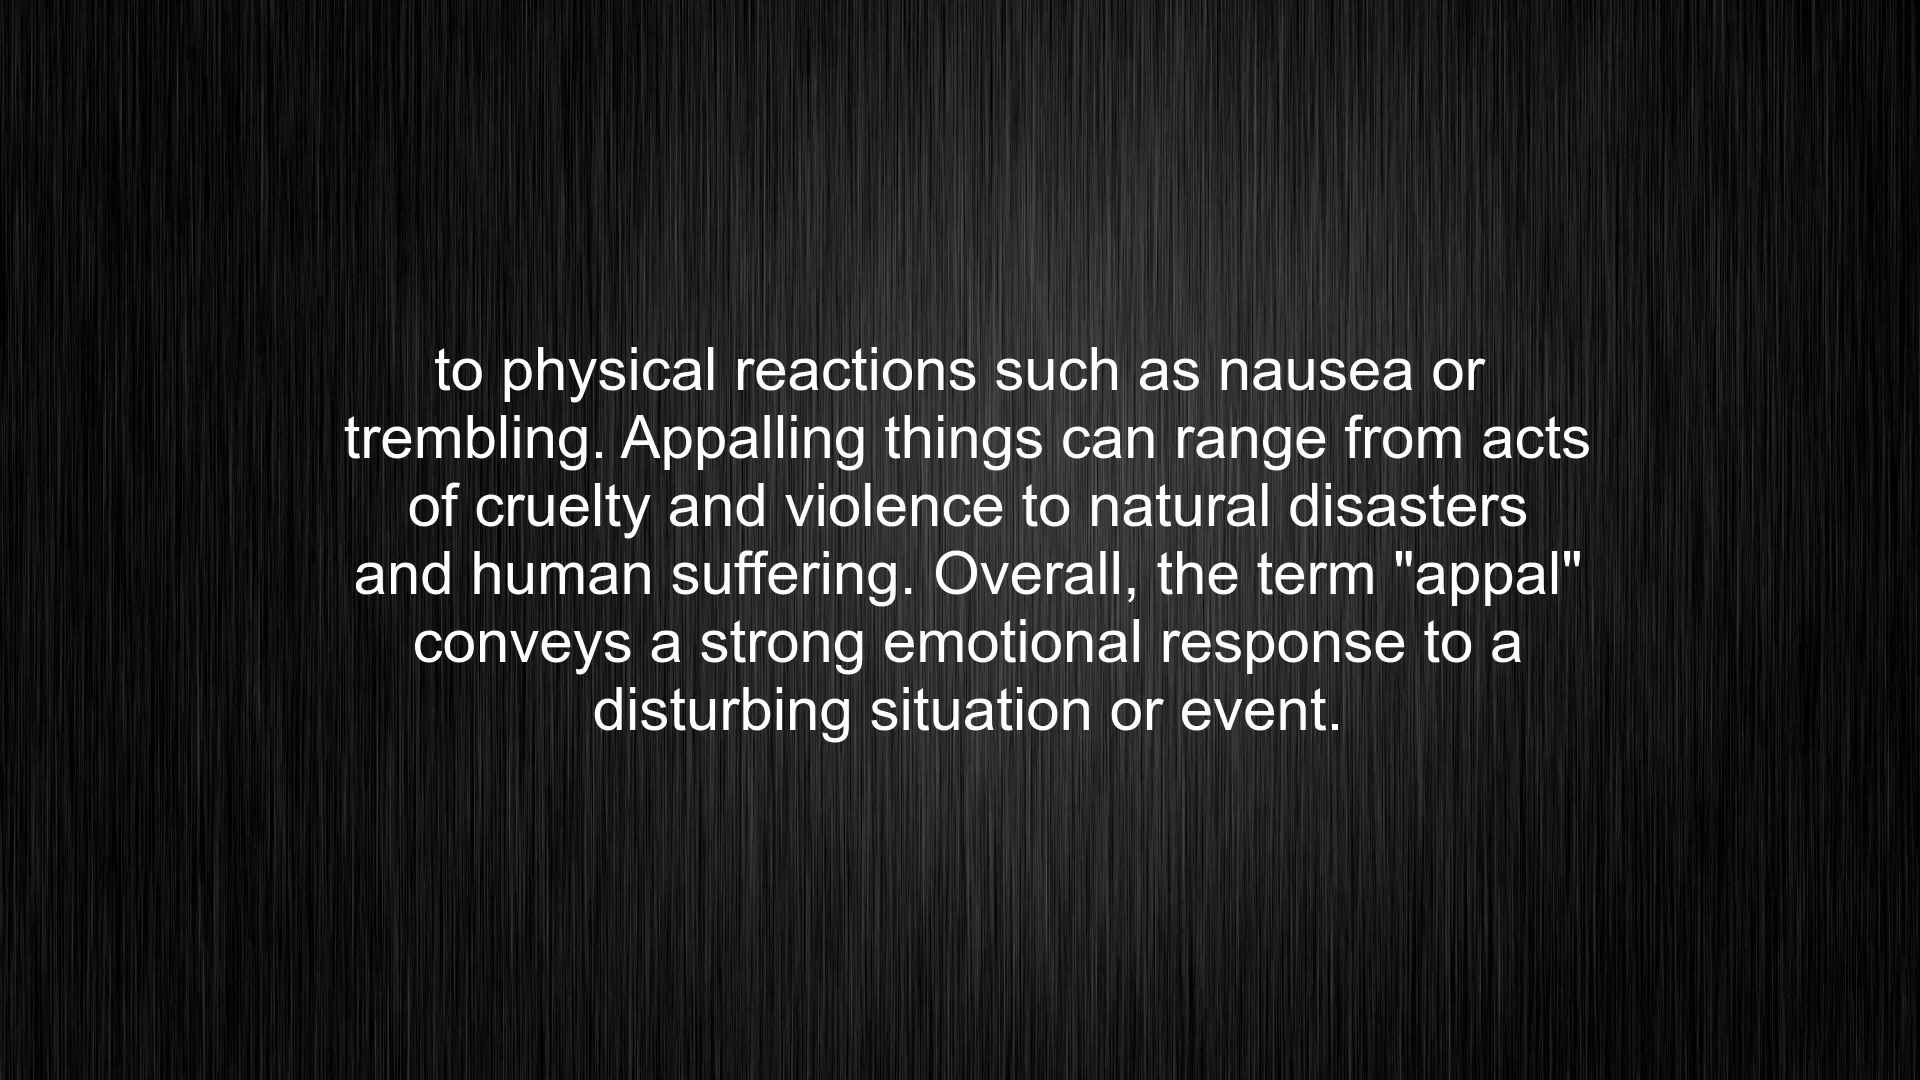 to physical reactions such as nausea or
trembling. Appalling things can range from acts
of cruelty and violence to natural disasters
and human suffering. Overall, the term "appal"
conveys a strong emotional response to a
disturbing situation or event.